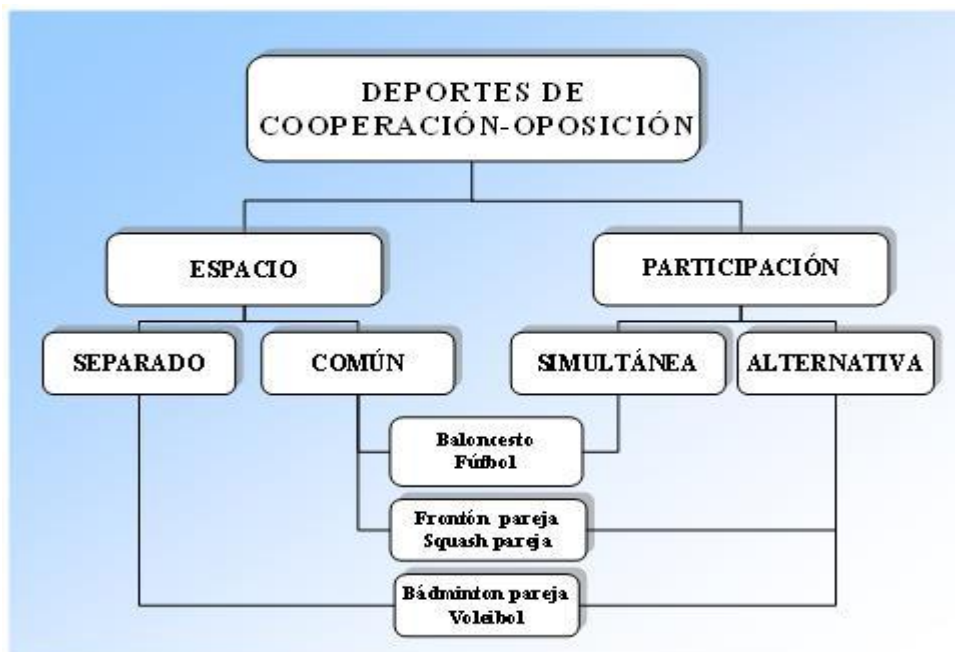 DEPORTES DE
COOPERACIÓN-OPOSICIÓN
ESPACIO
PARTICIPACIÓN
SEPARADO
COMÚN
SIMULTÁNEA
ALTERNATIVA
Baloncesto
Fútbol
Frontón pareja
Squash pareja
Bádminton pareja
Voleibol